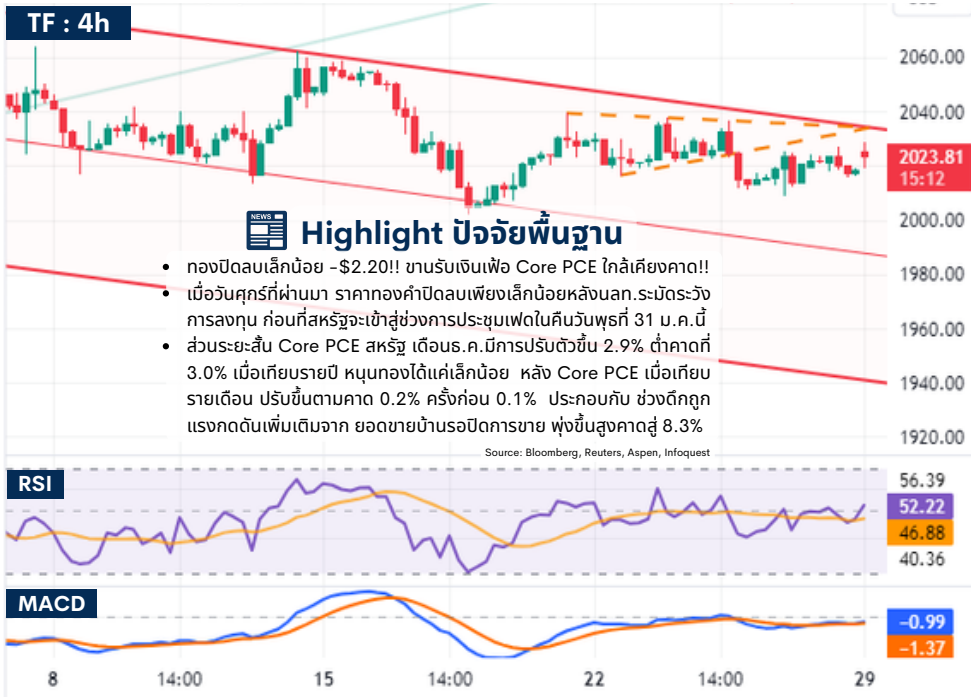 TF : 4h
2060.00
2040.00
2023.81
15:12
2000.00
1980.00
1960.00
1940.00
1920.00
NEWS
Highlight ปัจจัยพื้นฐาน
• ทองปิดลบเล็กน้อย -$2.20!! ขานรับเงินเฟ้อ Core PCE ใกล้เคียงคาด!!
• เมื่อวันศุกร์ที่ผ่านมา ราคาทองคำปิดลบเพียงเล็กน้อยหลังนลท.ระมัดระวัง
การลงทุน ก่อนที่สหรัฐจะเข้าสู่ช่วงการประชุมเฟดในคืนวันพุธที่ 31 ม.ค.นี้
• ส่วนระยะสั้น Core PCE สหรัฐ เดือนธ.ค.มีการปรับตัวขึ้น 2.9% ต่ำคาดที่
3.0% เมื่อเทียบรายปี หนุนทองได้แค่เล็กน้อย หลัง Core PCE เมื่อเทียบ
รายเดือน ปรับขึ้นตามคาด 0.2% ครั้งก่อน 0.1% ประกอบกับ ช่วงดึกถูก
แรงกดดันเพิ่มเติมจาก ยอดขายบ้านรอปิดการขาย พุ่งขึ้นสูงคาดสู่ 8.3%
Source: Bloomberg, Reuters, Aspen, Infoquest
RSI
56.39
52.22
46.88
40.36
MACD
-0.99
-1.37
8
14:00
15
14:00
22
14:00
29